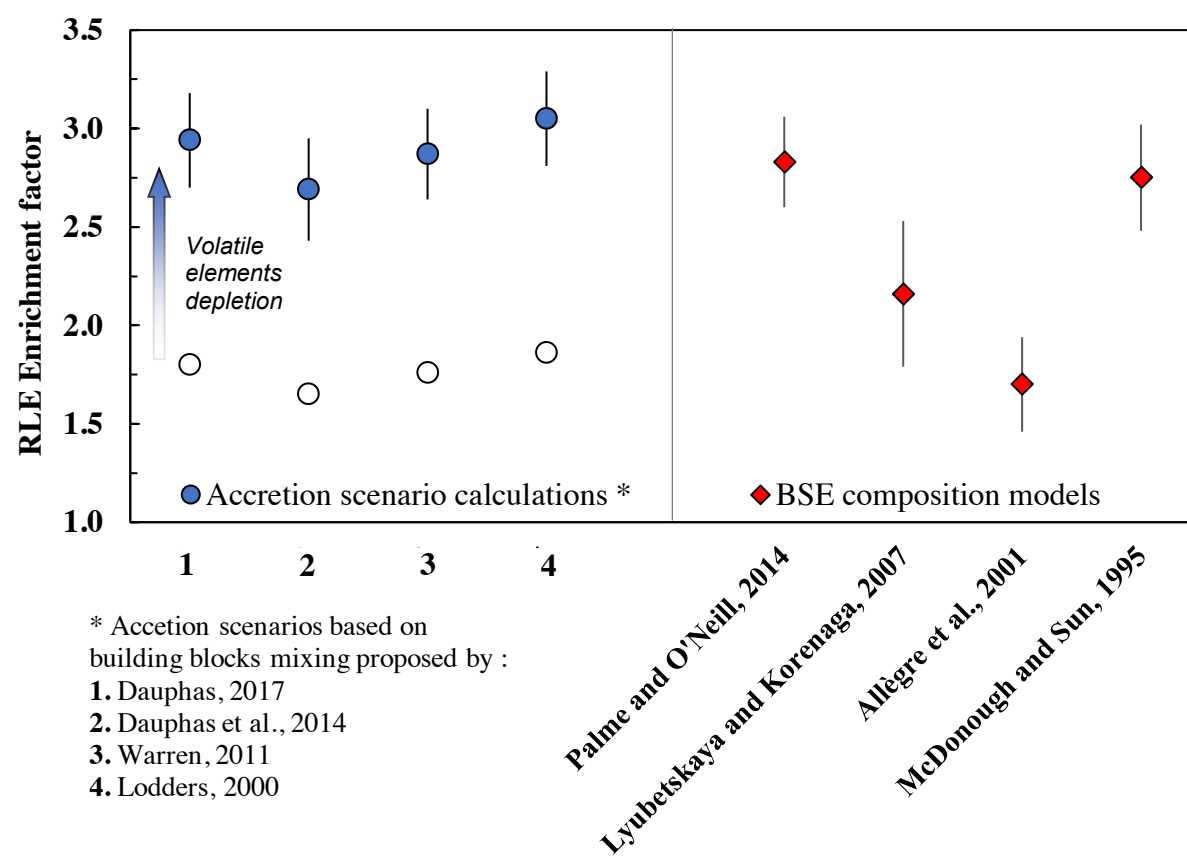 RLE Enrichment factor
3.5
3.0
2.5
2.0
1.5
1.0
Volatile
elements
depletion
Accretion scenario calculations *
BSE composition models
1
2
3
4
Palme and O'Neill, 2014
Lyubetskaya and Korenaga, 2007
Allègre et al., 2001
McDonough and Sun, 1995
* Accetion scenarios based on
building blocks mixing proposed by :
1. Dauphas, 2017
2. Dauphas et al., 2014
3. Warren, 2011
4. Lodders, 2000